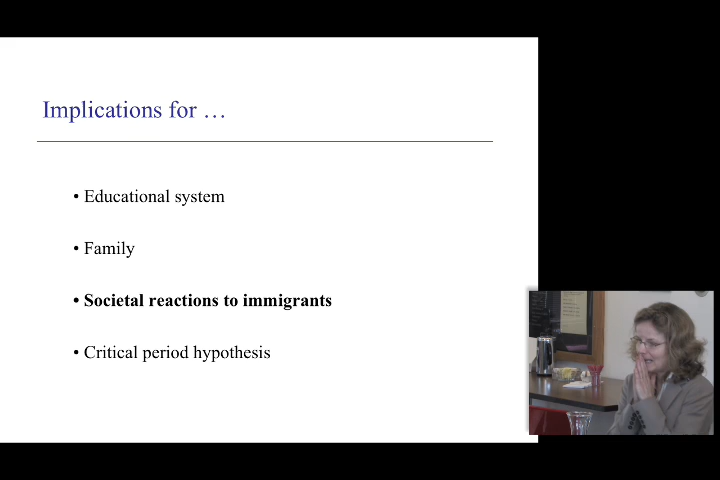 Implications for …
• Educational system
• Family
• Societal reactions to immigrants
• Critical period hypothesis